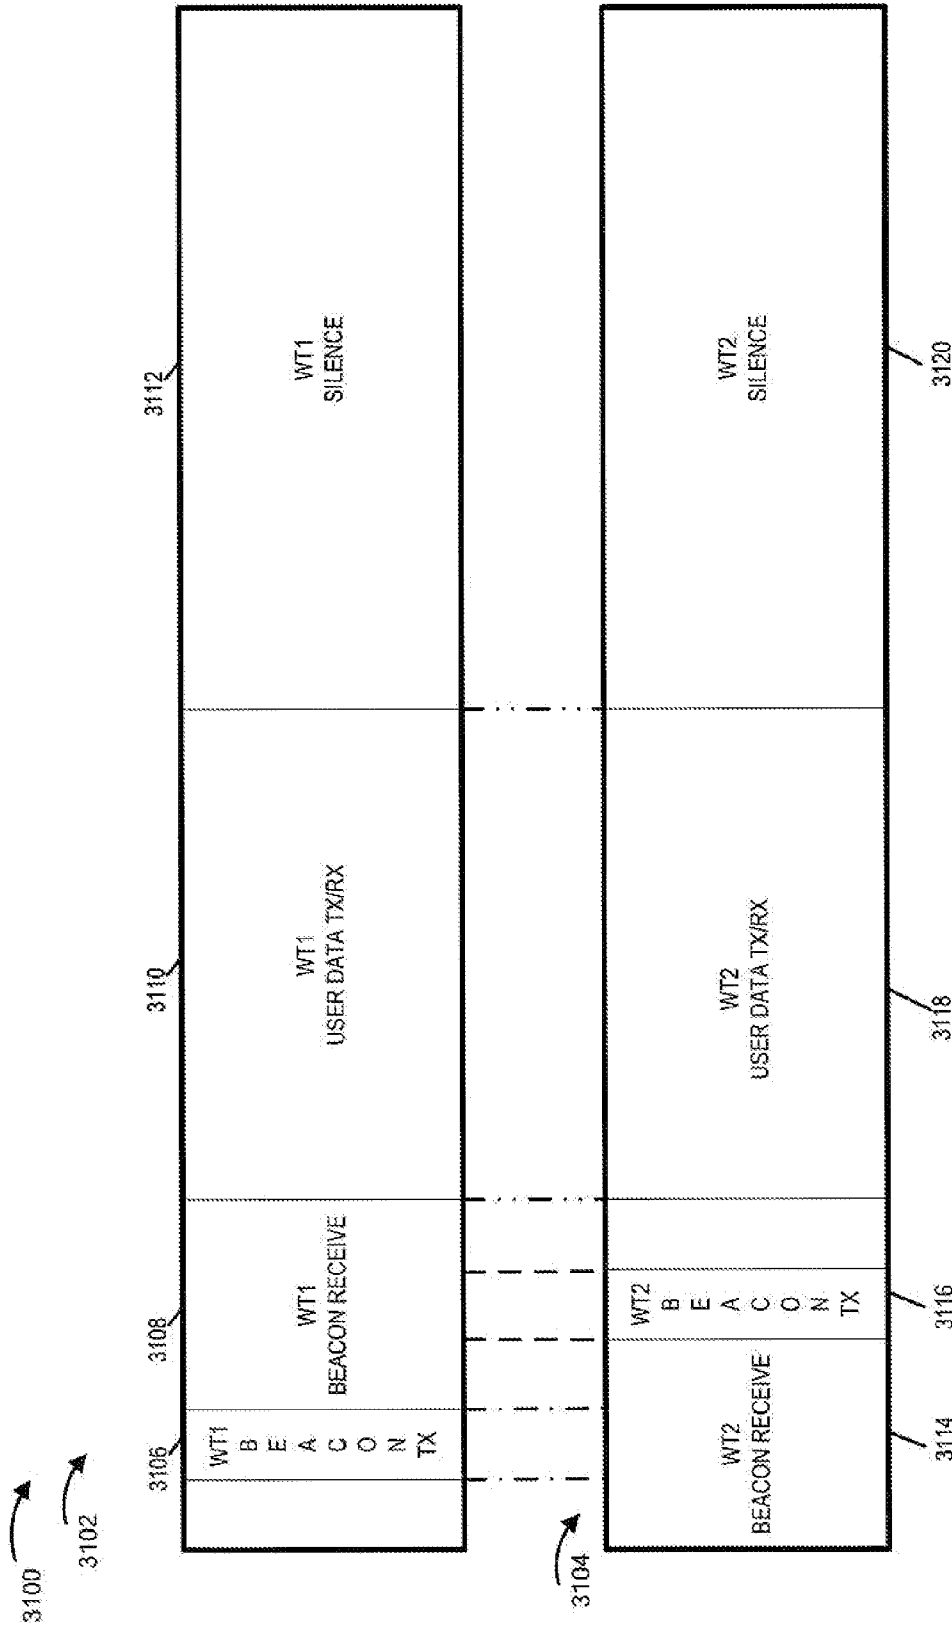 3100
3102
3106
3108
3110
3112
WT1
B
E
A
C
O
N
TX
WT1
BEACON RECEIVE
WT1
USER DATA TX/RX
WT1
SILENCE
3104
WT2
BEACON RECEIVE
WT2
B
E
A
C
O
N
TX
WT2
USER DATA TX/RX
WT2
SILENCE
3114
3116
3118
3120